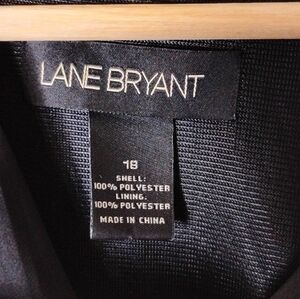 LANE BRYANT
18
SHELL:
100% POLYESTER
LINING:
100% POLYESTER
MADE IN CHINA